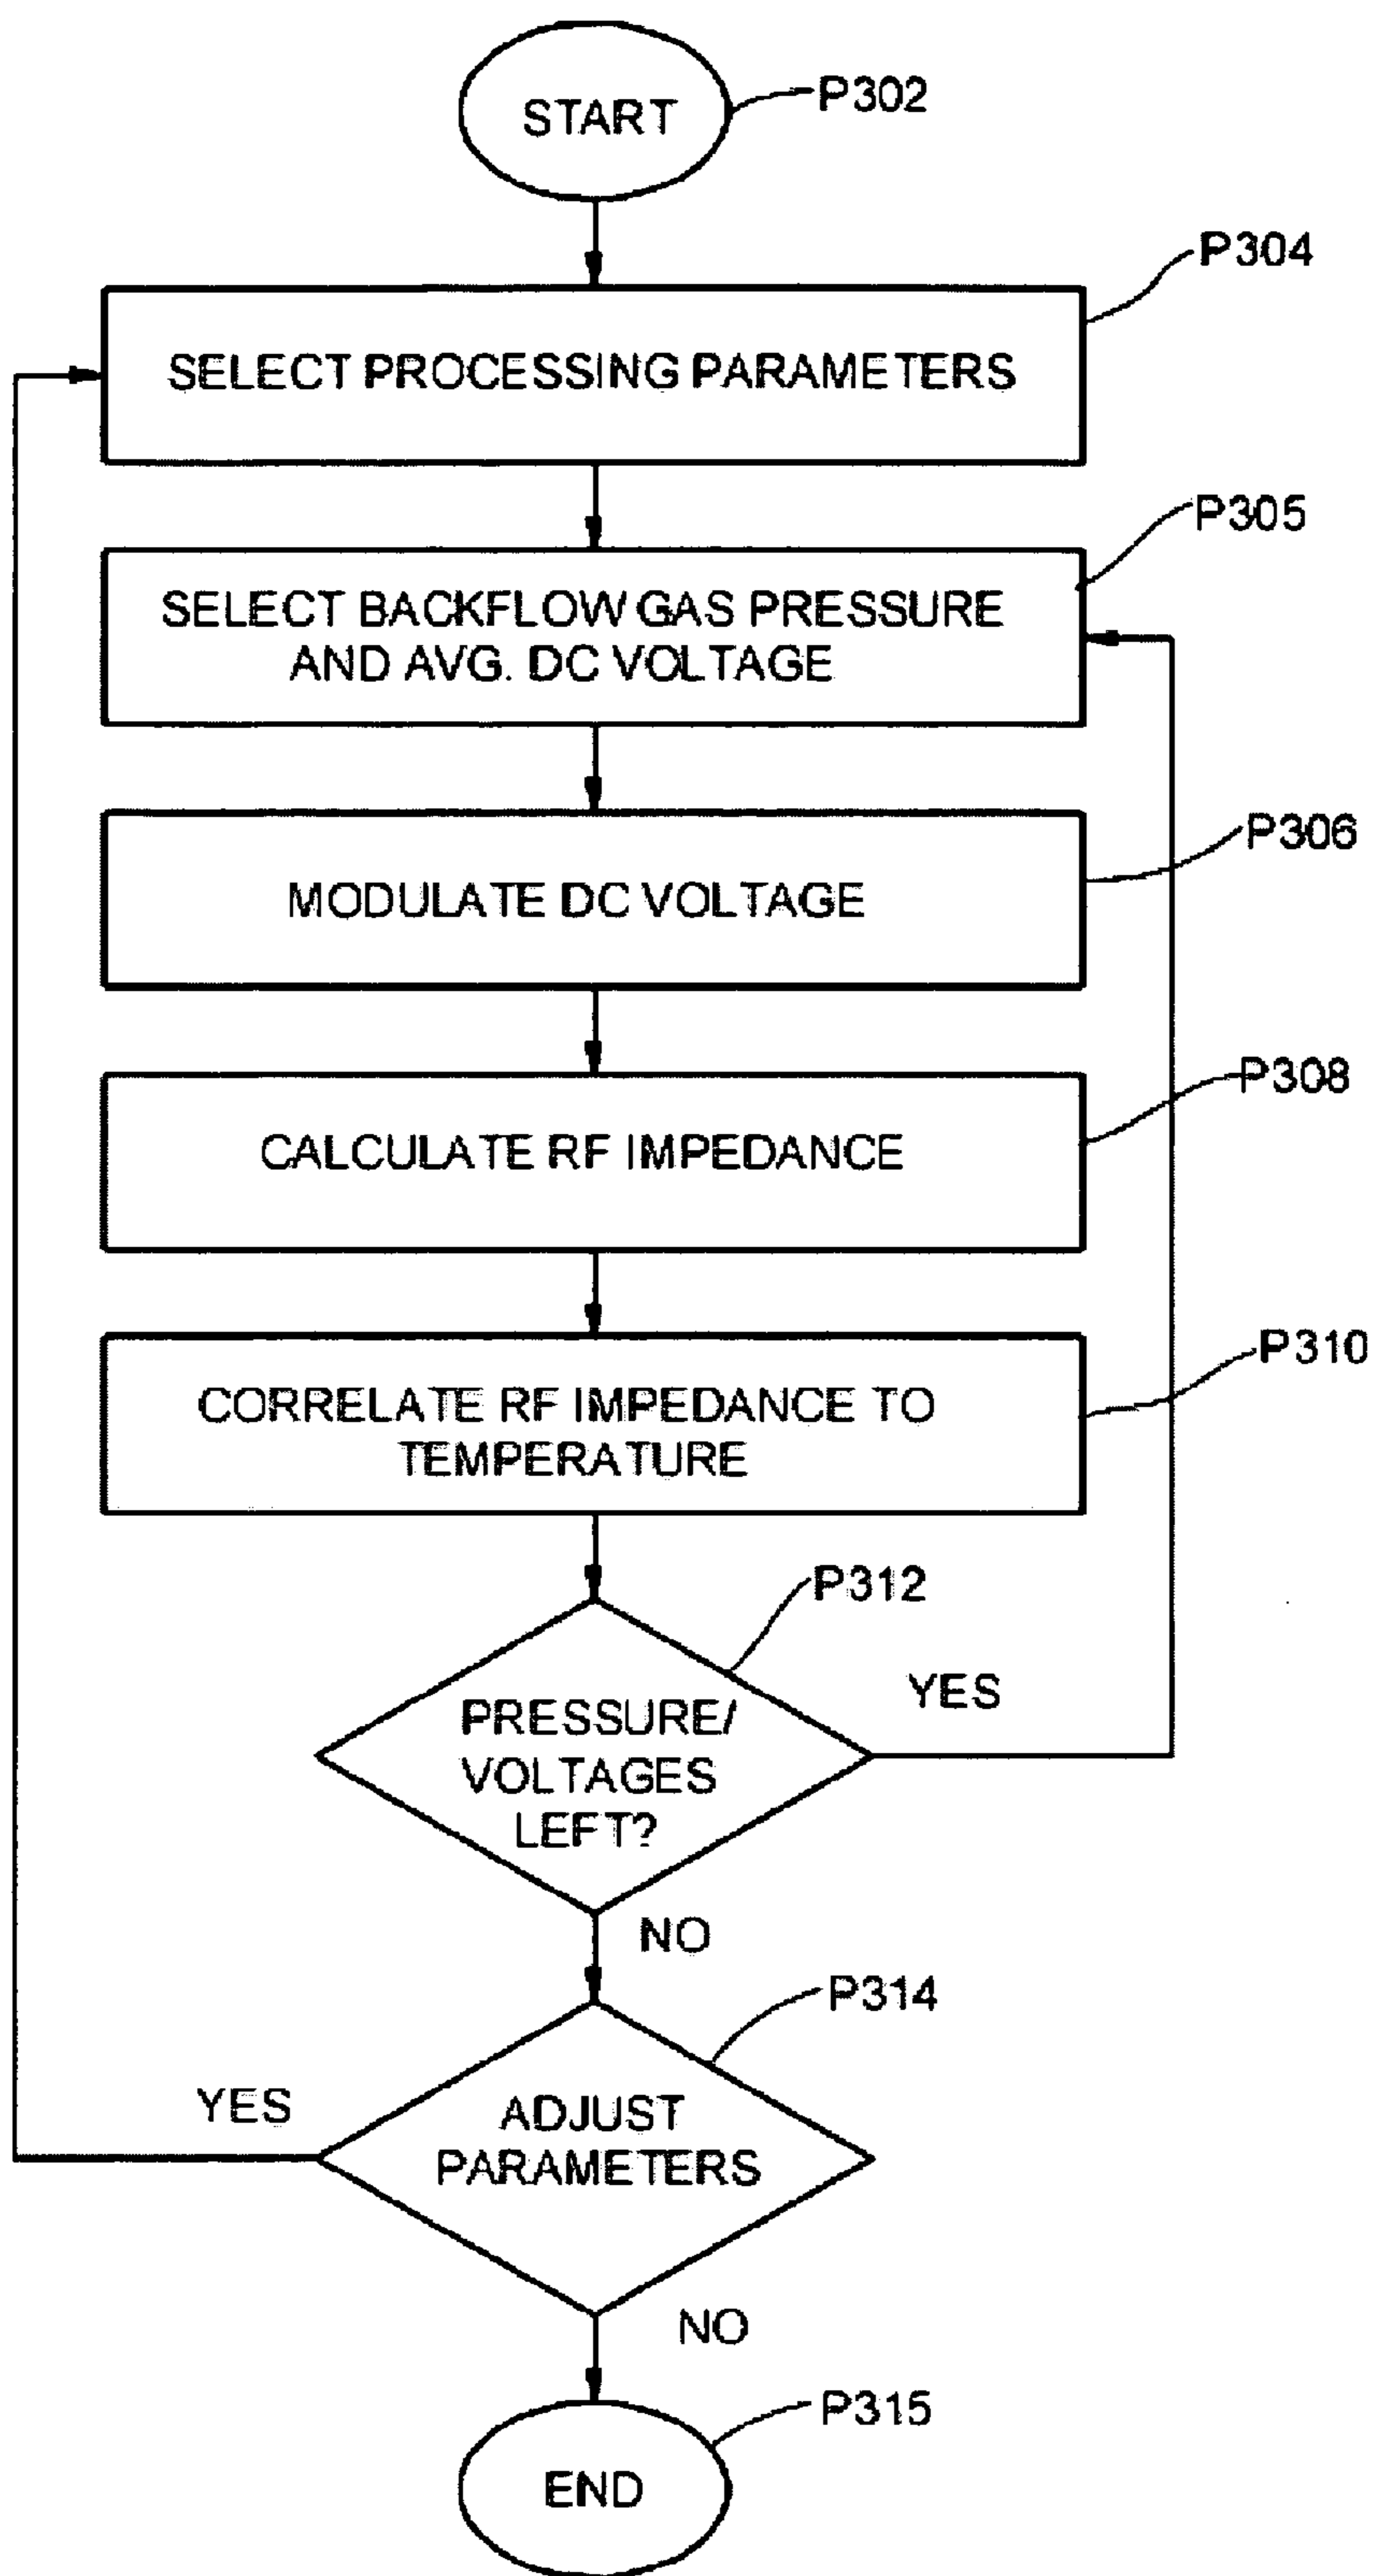 START
P302
P304
SELECT PROCESSING PARAMETERS
P305
SELECT BACKFLOW GAS PRESSURE
AND AVG. DC VOLTAGE
P306
MODULATE DC VOLTAGE
P308
CALCULATE RF IMPEDANCE
P310
CORRELATE RF IMPEDANCE TO
TEMPERATURE
P312
YES
PRESSURE/
VOLTAGES
LEFT?
NO
P314
YES
ADJUST
PARAMETERS
NO
P315
END